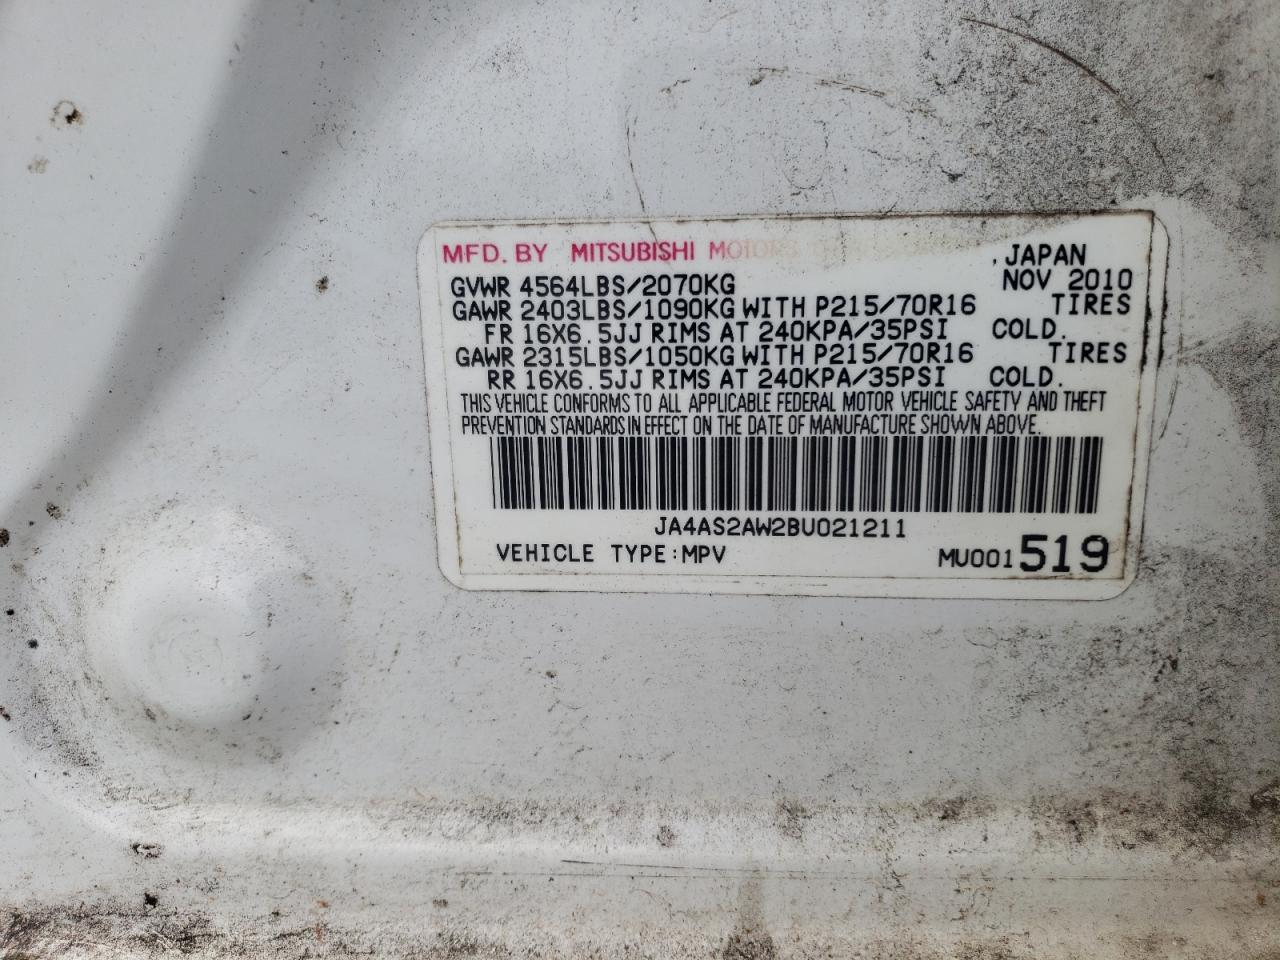 MFD. BY MITSUBISHI MOTORS , JAPAN
GVWR 4564LBS/2070KG NOV 2010
GAWR 2403LBS/1090KG WITH P215/70R16 TIRES
FR 16X6.5JJ RIMS AT 240KPA/35PSI COLD.
GAWR 2315LBS/1050KG WITH P215/70R16 TIRES
RR 16X6.5JJ RIMS AT 240KPA/35PSI COLD.
THIS VEHICLE CONFORMS TO ALL APPLICABLE FEDERAL MOTOR VEHICLE SAFETY AND THEFT
PREVENTION STANDARDS IN EFFECT ON THE DATE OF MANUFACTURE SHOWN ABOVE.
JA4AS2AW2BU021211
VEHICLE TYPE:MPV MU001519